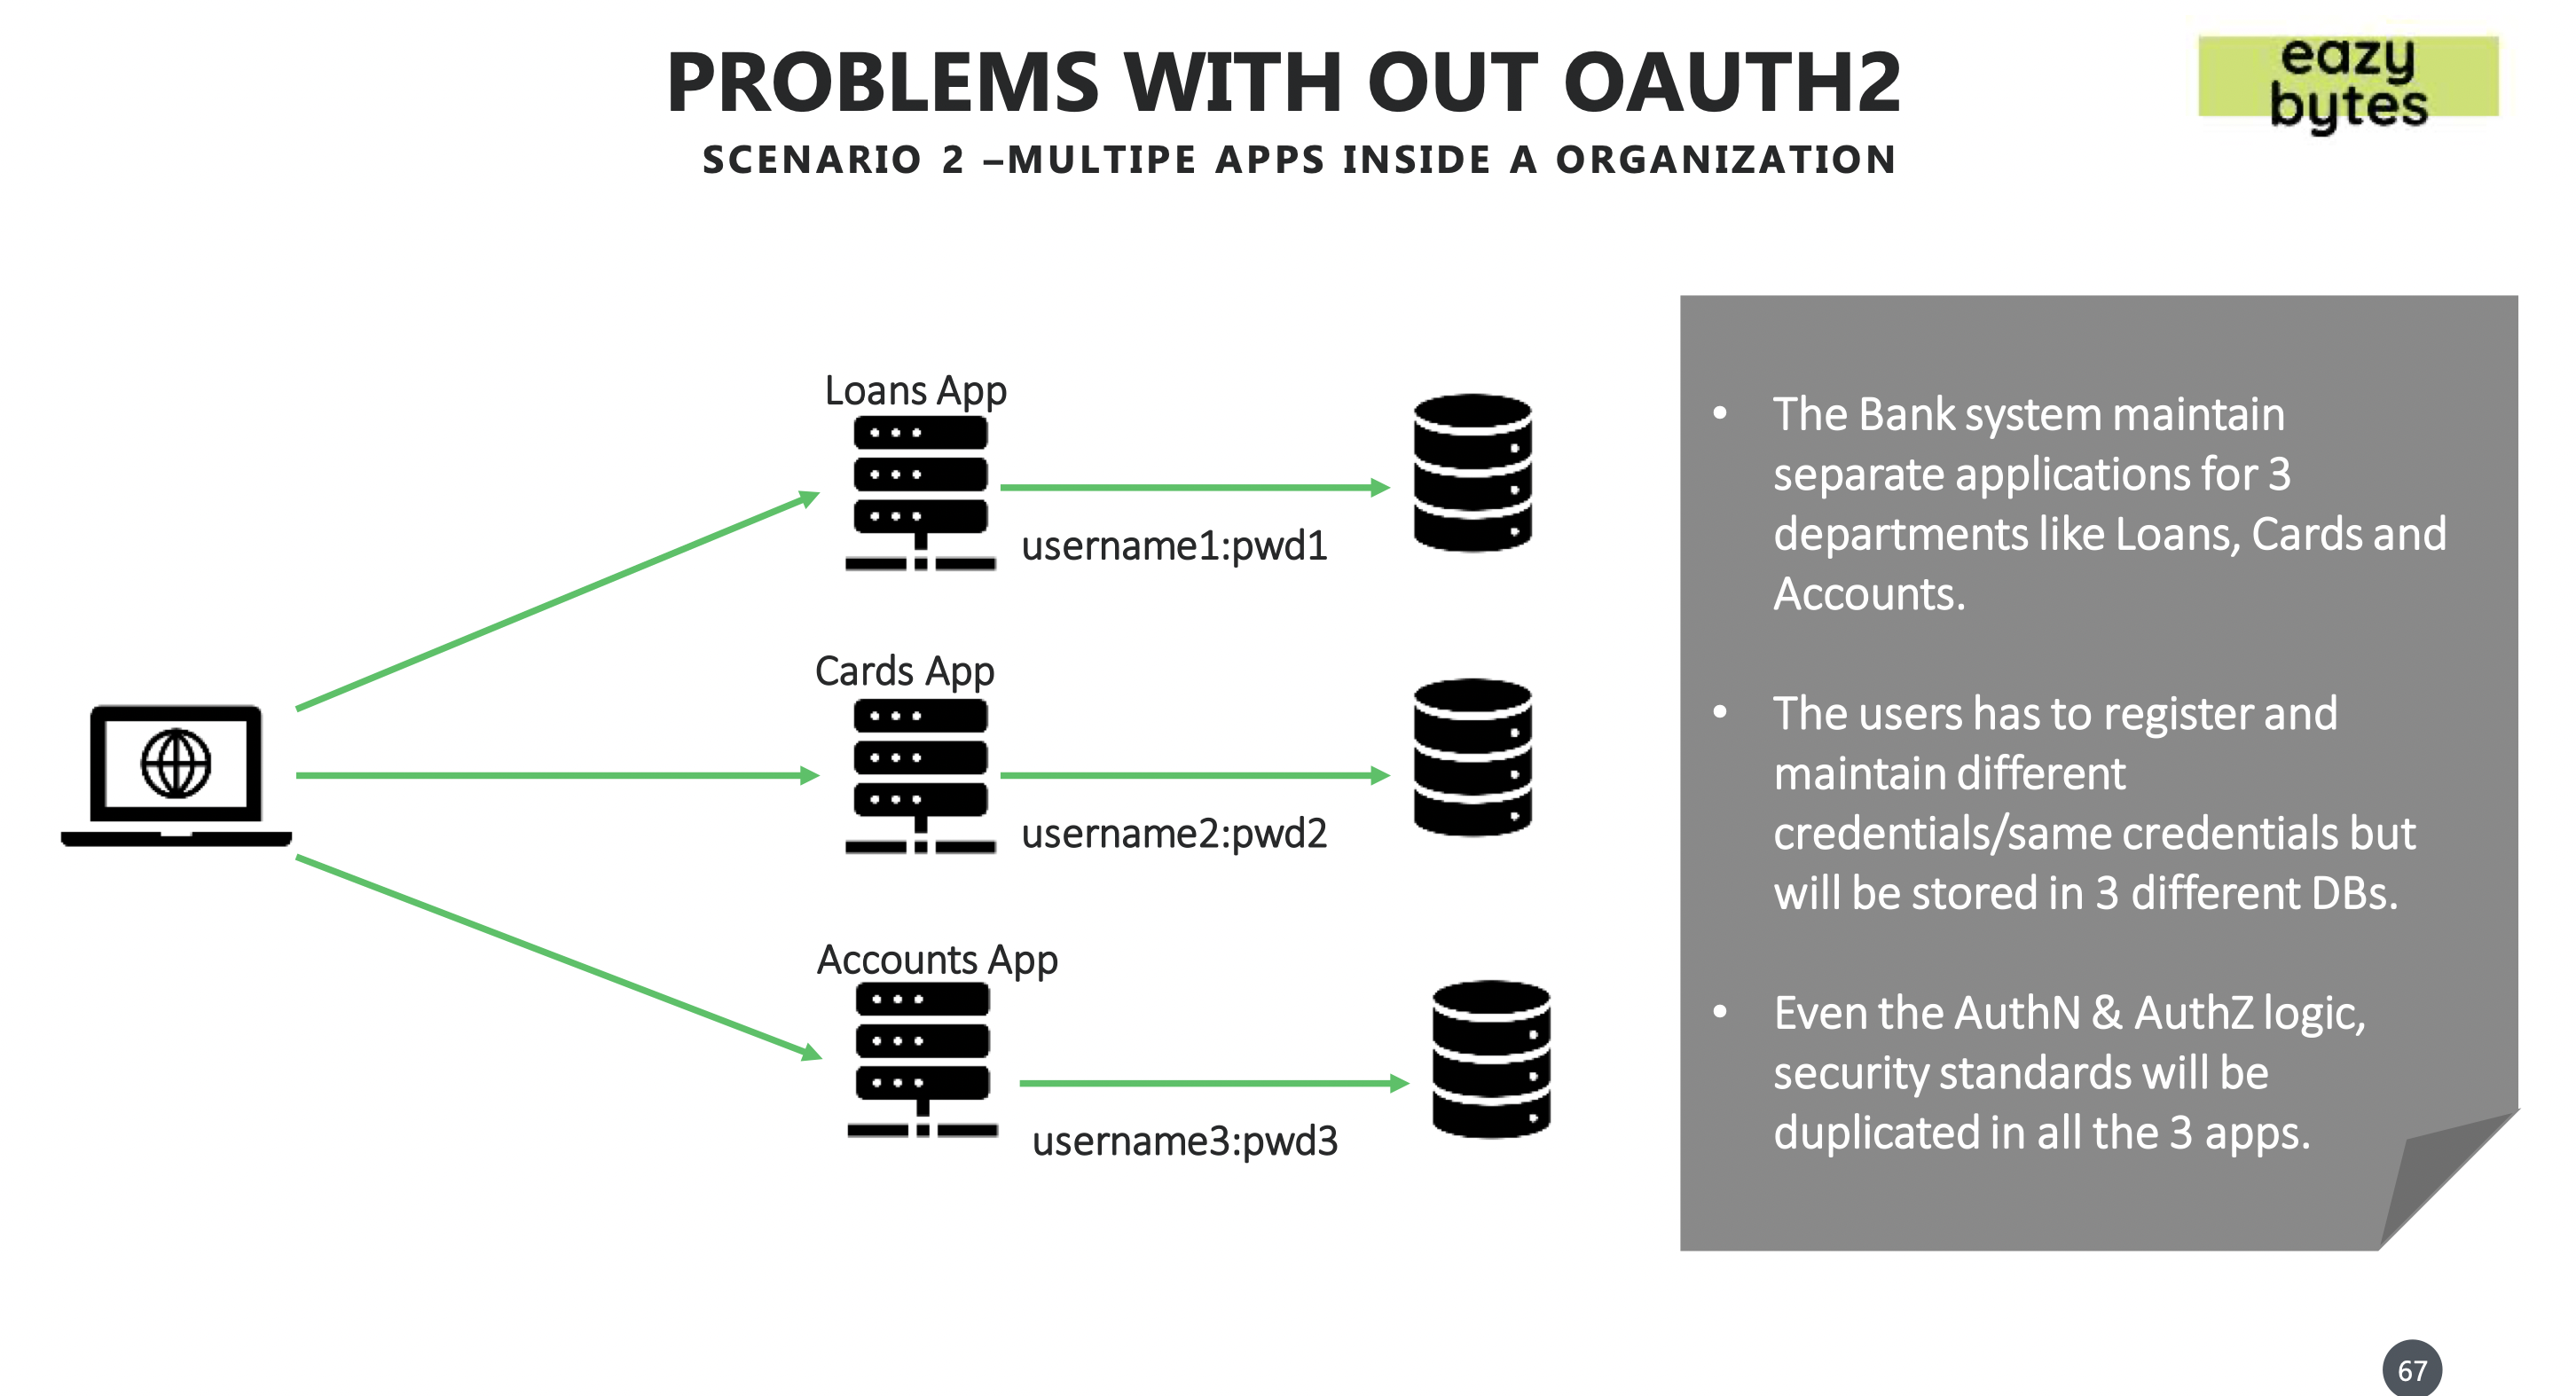 PROBLEMS WITH OUT OAUTH2
SCENARIO 2 –MULTIPE APPS INSIDE A ORGANIZATION
eazy
bytes
Loans App
username1:pwd1
Cards App
username2:pwd2
Accounts App
username3:pwd3
• The Bank system maintain
separate applications for 3
departments like Loans, Cards and
Accounts.
• The users has to register and
maintain different
credentials/same credentials but
will be stored in 3 different DBs.
• Even the AuthN & AuthZ logic,
security standards will be
duplicated in all the 3 apps.
67